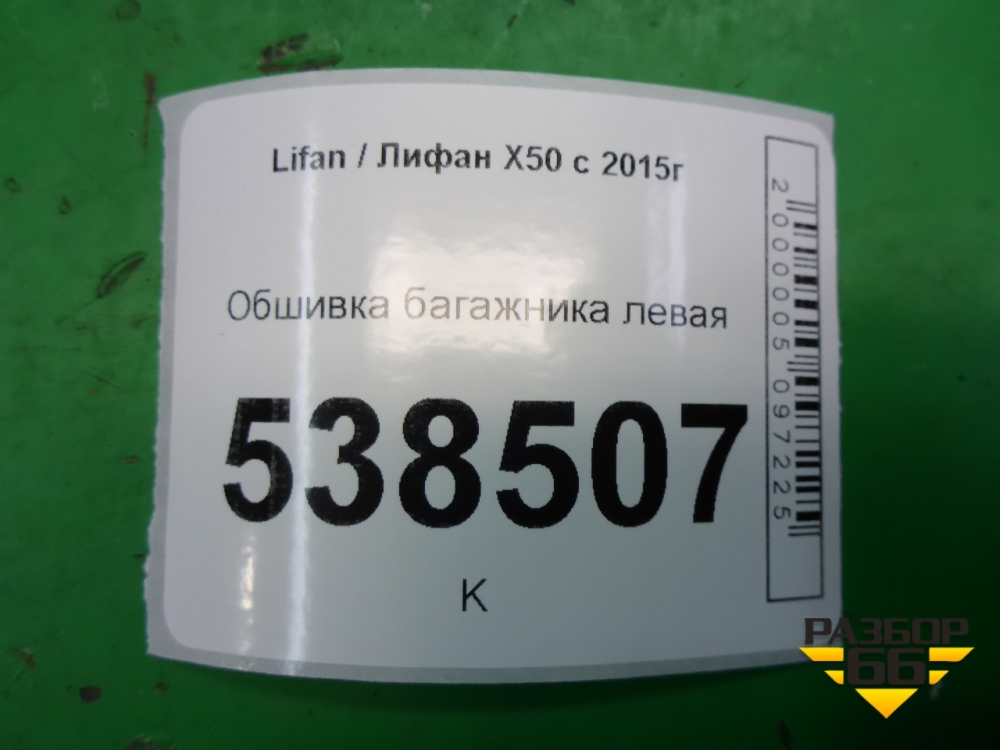 Lifan / Лифан X50 с 2015г
Обшивка багажника левая
538507
К
2000005097225
РАЗБОР
66